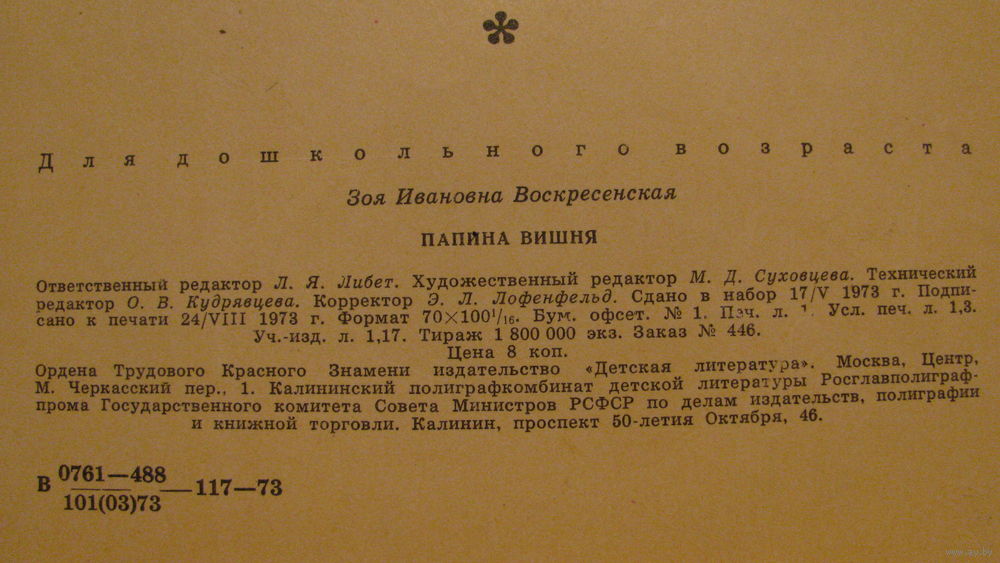 *
Для дошкольного возраста
Зоя Ивановна Воскресенская
ПАПИНА ВИШНЯ
Ответственный редактор Л. Я. Либет. Художественный редактор М. Д. Суховцева. Технический
редактор О. В. Кудрявцева. Корректор Э. Л. Лофенфельд. Сдано в набор 17/V 1973 г. Подпи-
сано к печати 24/VIII 1973 г. Формат 70×100¹/₁₆. Бум. офсет. № 1. Печ. л. Усл. печ. л. 1,3.
Уч.-изд. л. 1,17. Тираж 1 800 000 экз. Заказ № 446.
Цена 8 коп.
Ордена Трудового Красного Знамени издательство «Детская литература». Москва, Центр,
М. Черкасский пер., 1. Калининский полиграфкомбинат детской литературы Росглавполиграф-
прома Государственного комитета Совета Министров РСФСР по делам издательств, полиграфии
и книжной торговли. Калинин, проспект 50-летия Октября, 46.
В 0761—488 —117—73
101(03)73
www.ay.by